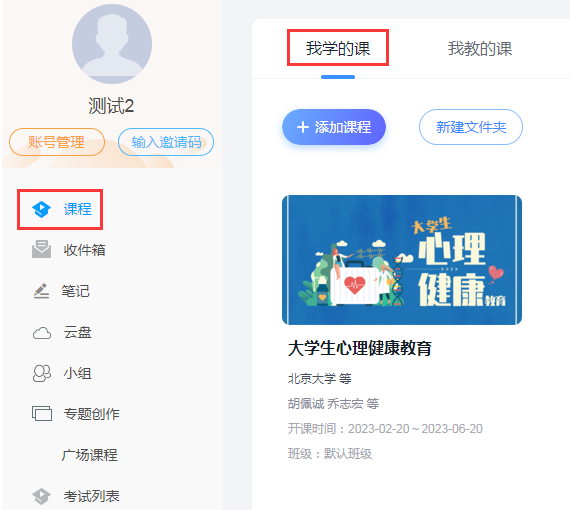 测试2
账号管理 输入邀请码
课程
收件箱
笔记
云盘
小组
专题创作
广场课程
考试列表
我学的课 我教的课
+ 添加课程 新建文件夹
大学生
心理
健康教育
大学生心理健康教育
北京大学 等
胡佩诚 乔志宏 等
开课时间：2023-02-20～2023-06-20
班级：默认班级